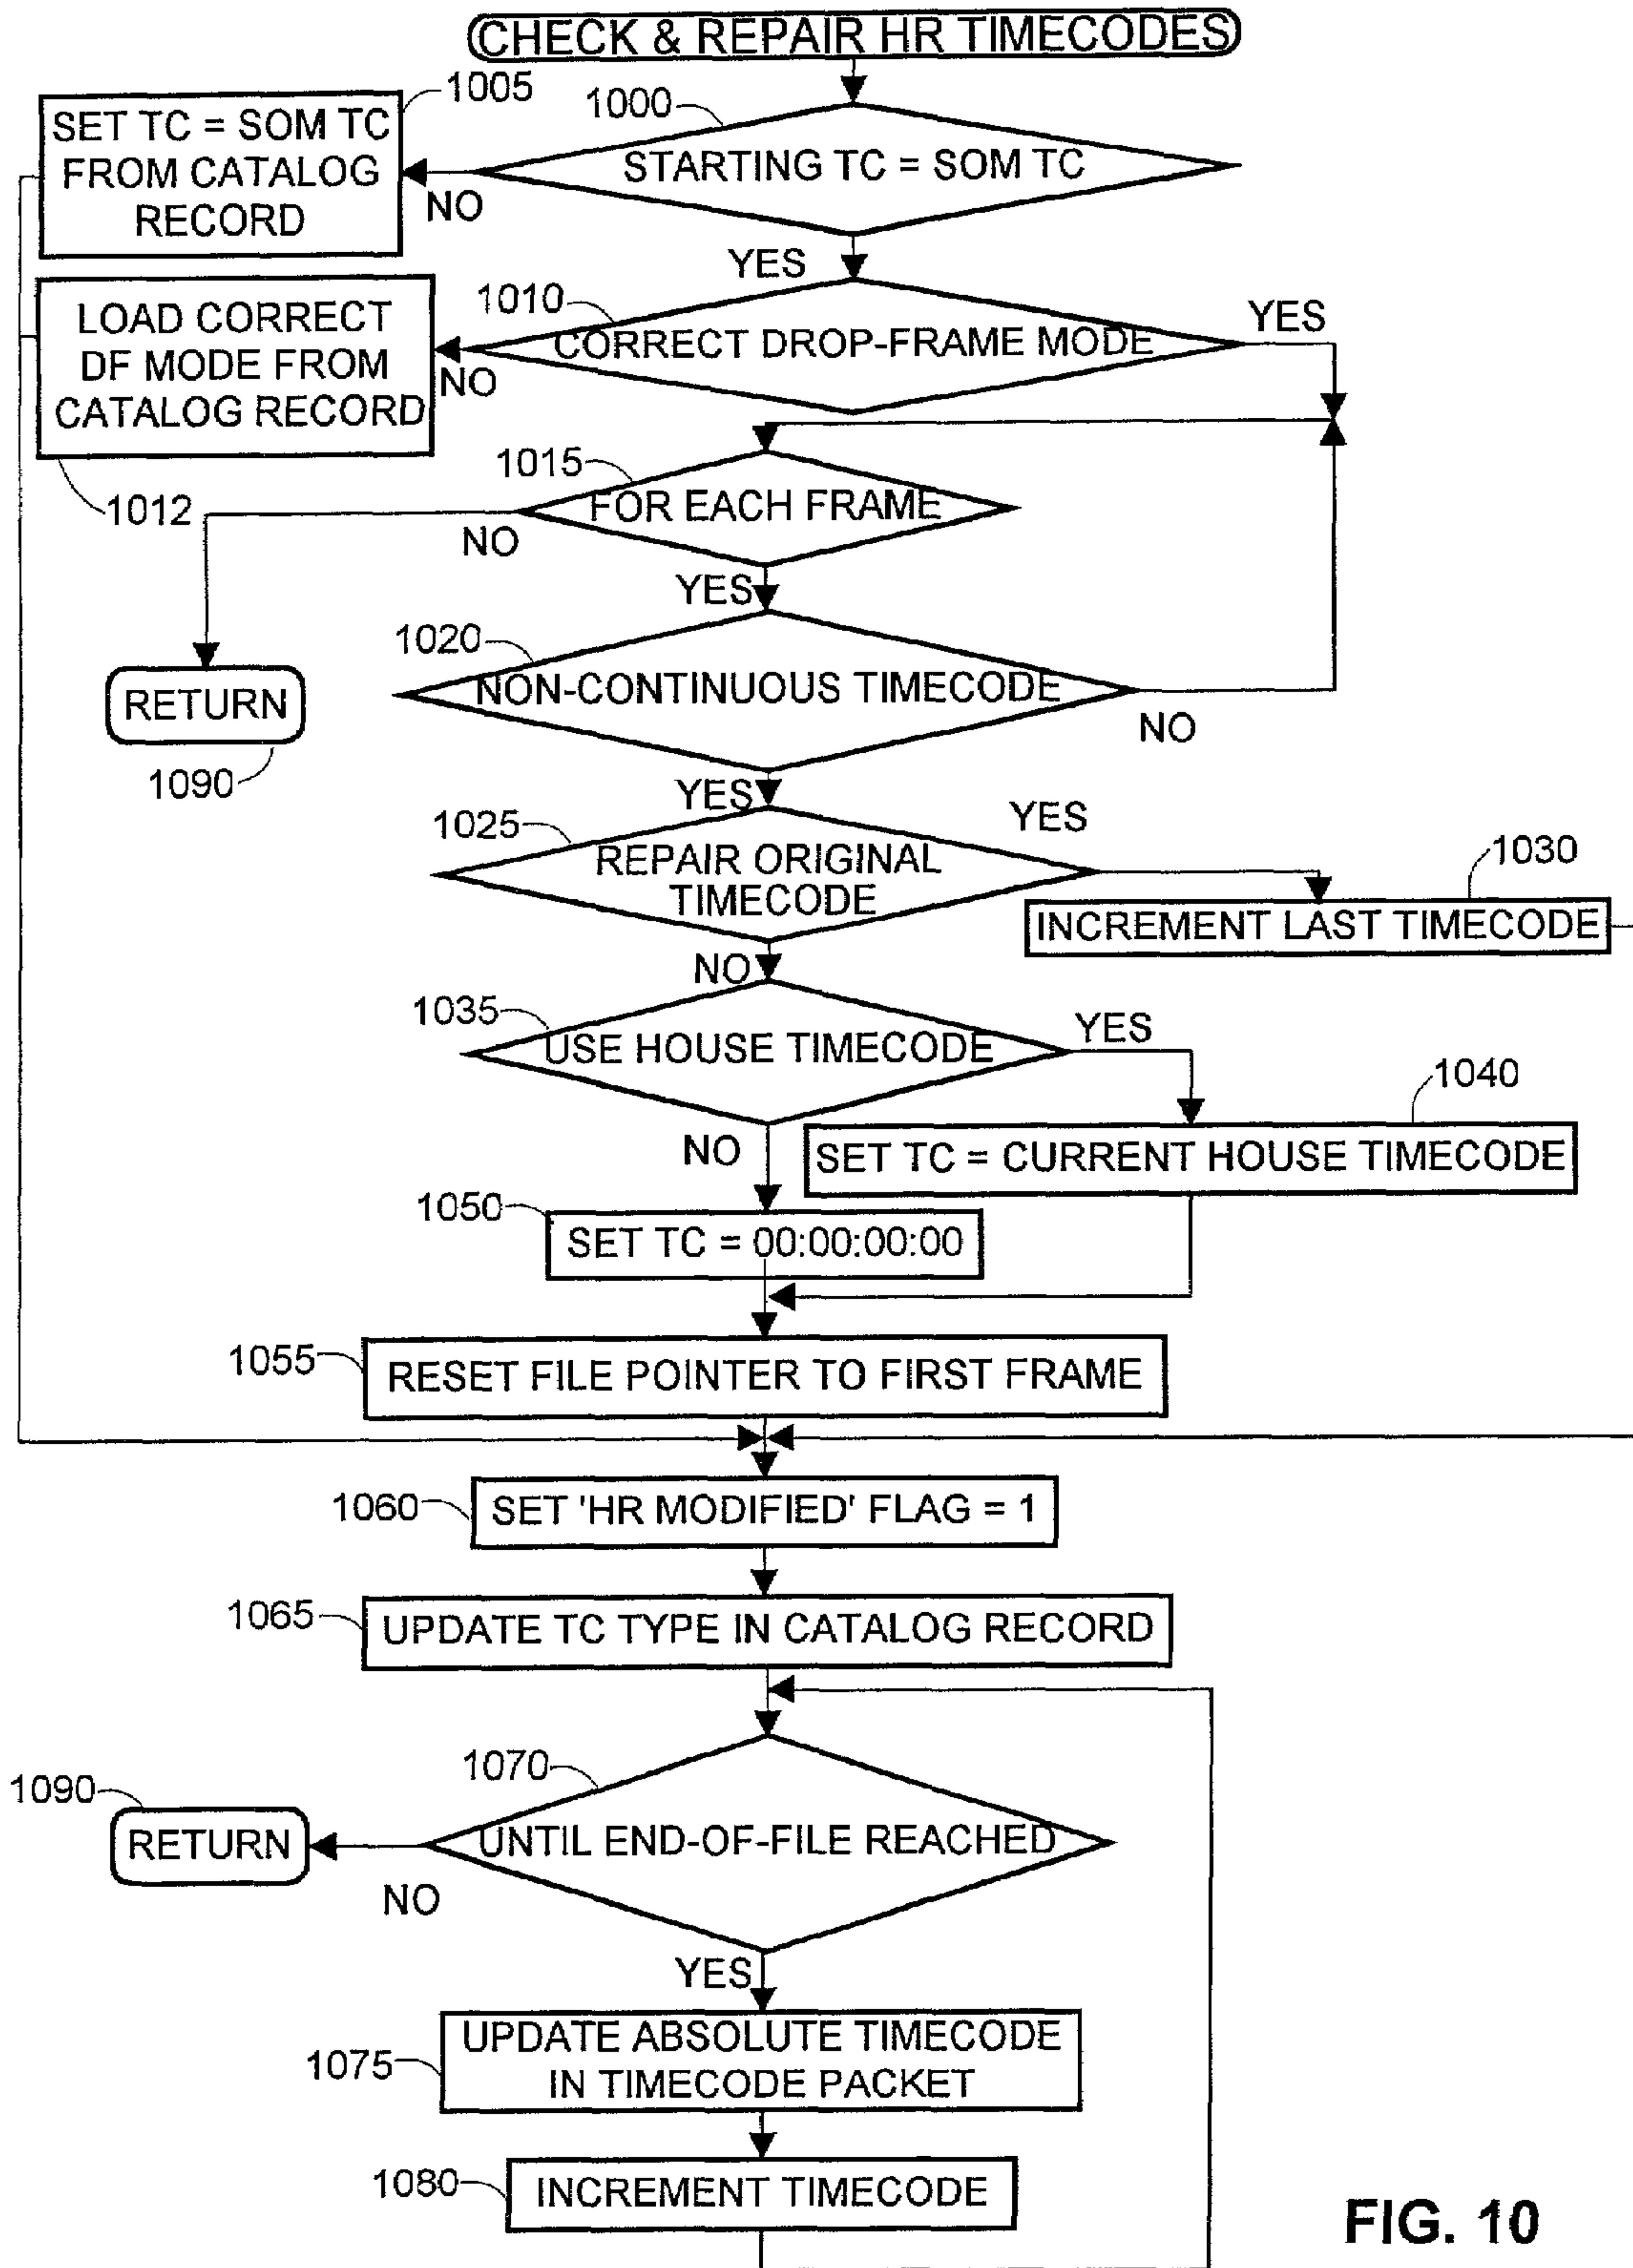 CHECK & REPAIR HR TIMECODES
1005
SET TC = SOM TC
FROM CATALOG
RECORD
1000
STARTING TC = SOM TC
NO
YES
1010
CORRECT DROP-FRAME MODE
YES
NO
LOAD CORRECT
DF MODE FROM
CATALOG RECORD
1012
1015
FOR EACH FRAME
NO
YES
RETURN
1090
1020
NON-CONTINUOUS TIMECODE
NO
YES
1025
REPAIR ORIGINAL
TIMECODE
YES
1030
INCREMENT LAST TIMECODE
NO
1035
USE HOUSE TIMECODE
YES
1040
SET TC = CURRENT HOUSE TIMECODE
NO
1050
SET TC = 00:00:00:00
1055
RESET FILE POINTER TO FIRST FRAME
1060
SET 'HR MODIFIED' FLAG = 1
1065
UPDATE TC TYPE IN CATALOG RECORD
1070
UNTIL END-OF-FILE REACHED
1090
RETURN
NO
YES
1075
UPDATE ABSOLUTE TIMECODE
IN TIMECODE PACKET
1080
INCREMENT TIMECODE
FIG. 10